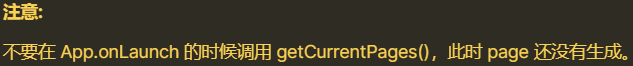 注意:
不要在 App.onLaunch 的时候调用 getCurrentPages()，此时 page 还没有生成。